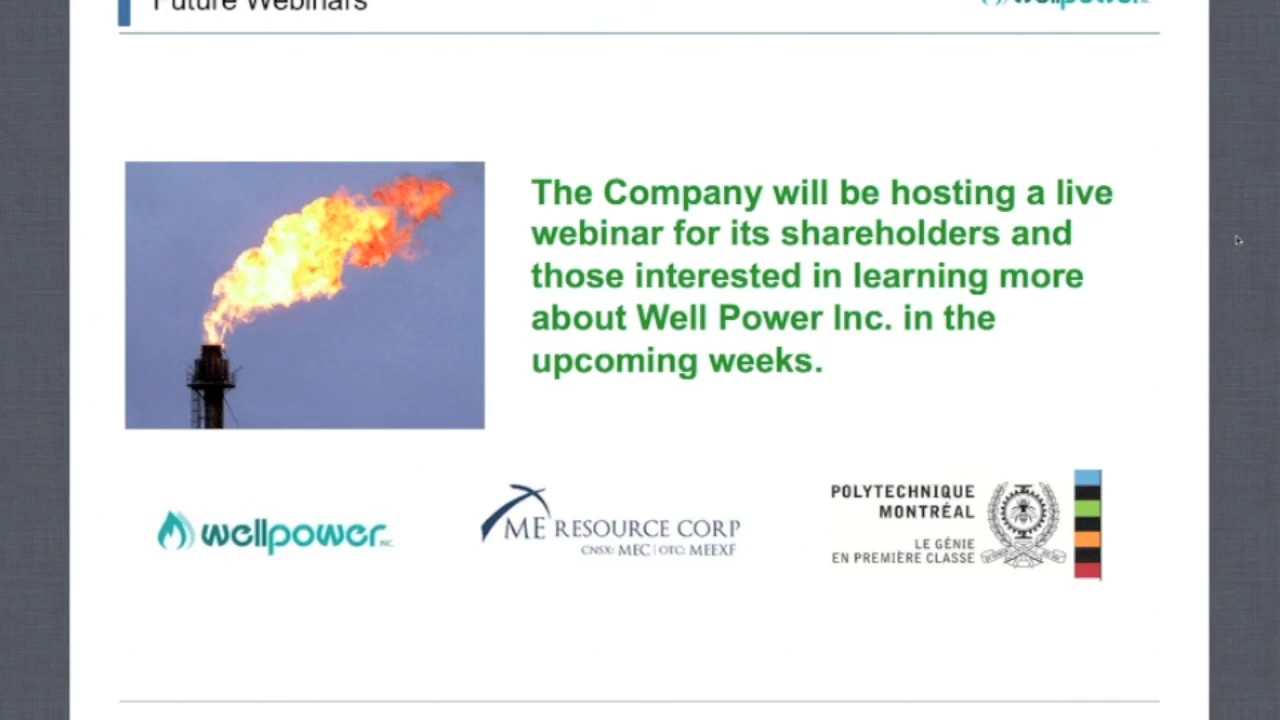 Future Webinars
wellpower INC.
The Company will be hosting a live
webinar for its shareholders and
those interested in learning more
about Well Power Inc. in the
upcoming weeks.
wellpower INC.
ME RESOURCE CORP
CNSX: MEC | OTC: MEEXF
POLYTECHNIQUE
MONTRÉAL
LE GÉNIE
EN PREMIÈRE CLASSE